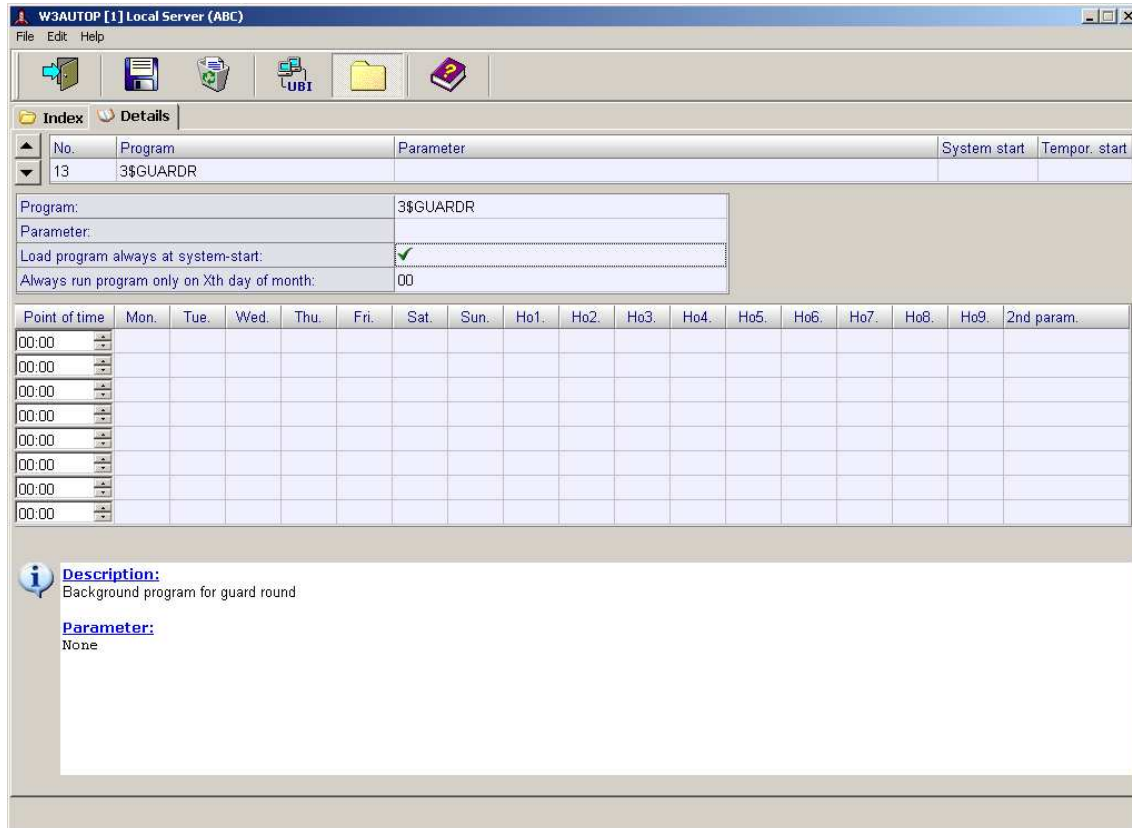 W3AUTOP [1] Local Server (ABC)
File Edit Help
UBI
Index Details
No. Program Parameter System start Tempor. start
13 3$GUARDR
Program: 3$GUARDR
Parameter:
Load program always at system-start: ✓
Always run program only on Xth day of month: 00
Point of time Mon. Tue. Wed. Thu. Fri. Sat. Sun. Ho1. Ho2. Ho3. Ho4. Ho5. Ho6. Ho7. Ho8. Ho9. 2nd param.
00:00
00:00
00:00
00:00
00:00
00:00
00:00
00:00
Description:
Background program for guard round
Parameter:
None